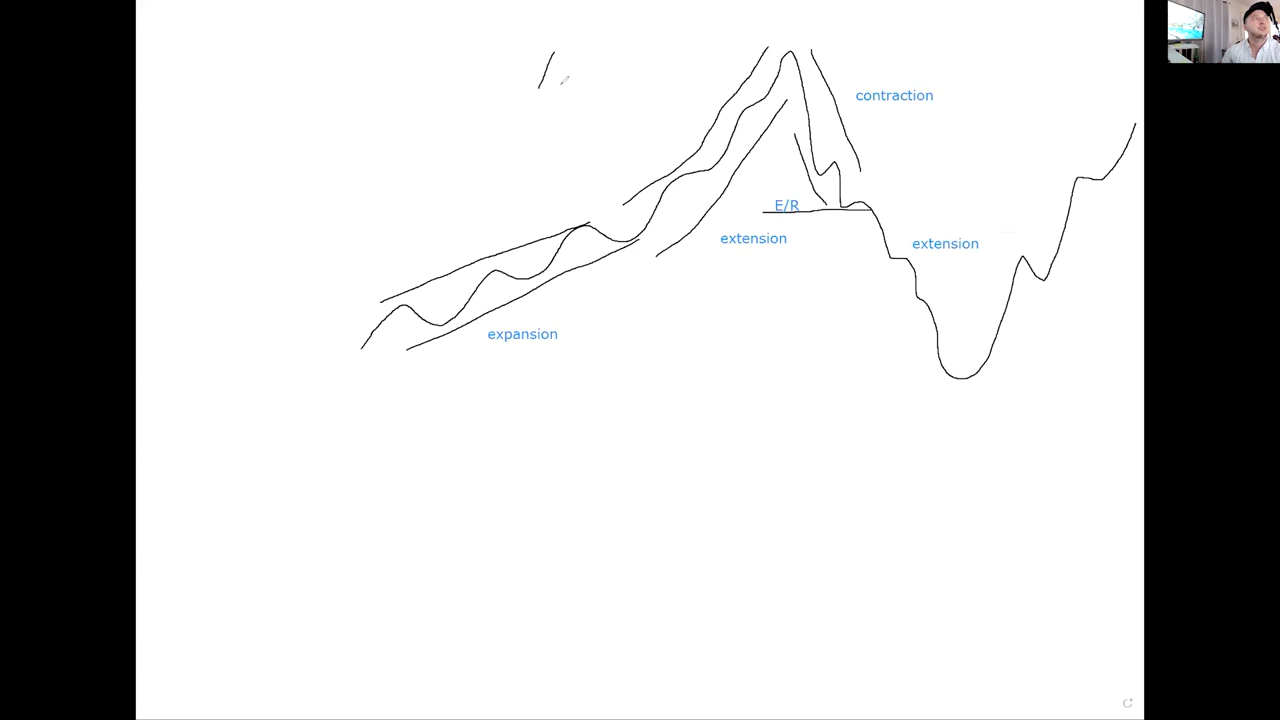 contraction
E/R
extension
extension
expansion